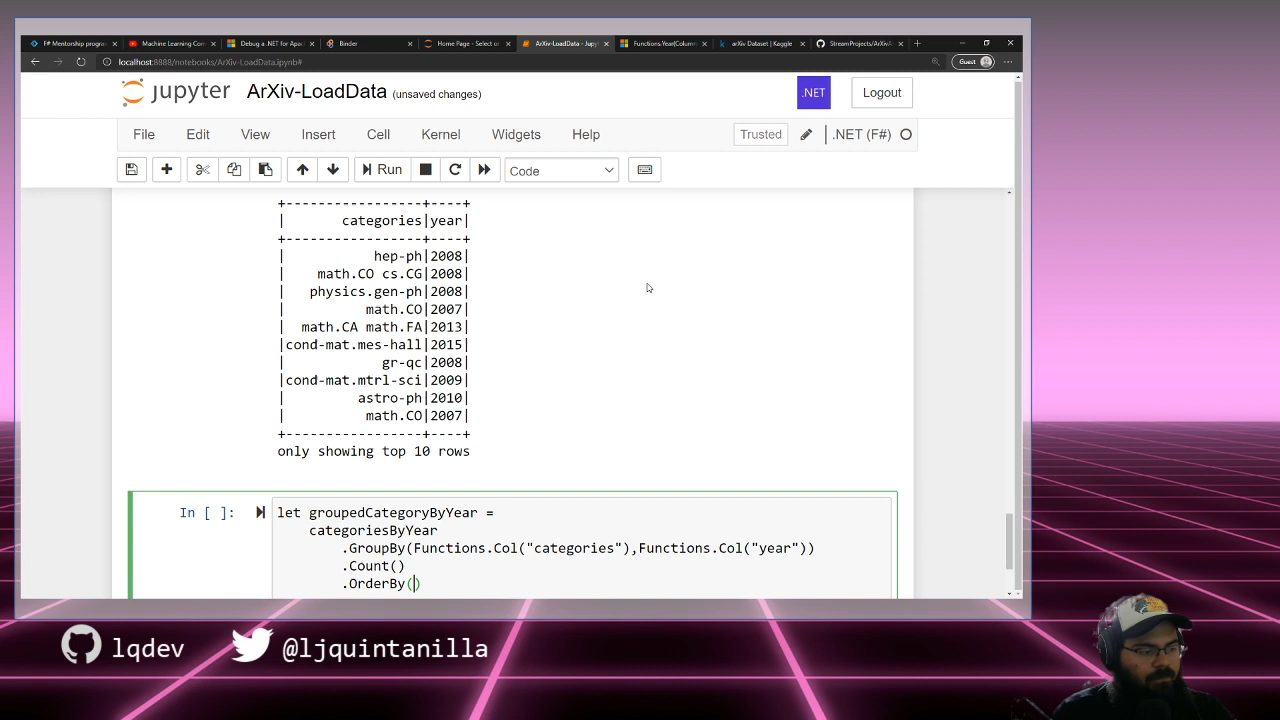 F# Mentorship progra
Machine Learning Con
Debug a .NET for Apac
Binder
Home Page - Select or
ArXiv-LoadData - Jupyt
Functions.Year(Column
arXiv Dataset | Kaggle
StreamProjects/ArXivA
localhost:8888/notebooks/ArXiv-LoadData.ipynb#
Guest
jupyter ArXiv-LoadData (unsaved changes)
.NET
Logout
File Edit View Insert Cell Kernel Widgets Help
Trusted .NET (F#)
Run Code
+-----------------+----+
| categories|year|
+-----------------+----+
| hep-ph|2008|
| math.CO cs.CG|2008|
| physics.gen-ph|2008|
| math.CO|2007|
| math.CA math.FA|2013|
|cond-mat.mes-hall|2015|
| gr-qc|2008|
|cond-mat.mtrl-sci|2009|
| astro-ph|2010|
| math.CO|2007|
+-----------------+----+
only showing top 10 rows
In [ ]: let groupedCategoryByYear =
categoriesByYear
.GroupBy(Functions.Col("categories"),Functions.Col("year"))
.Count()
.OrderBy()
lqdev @ljquintanilla